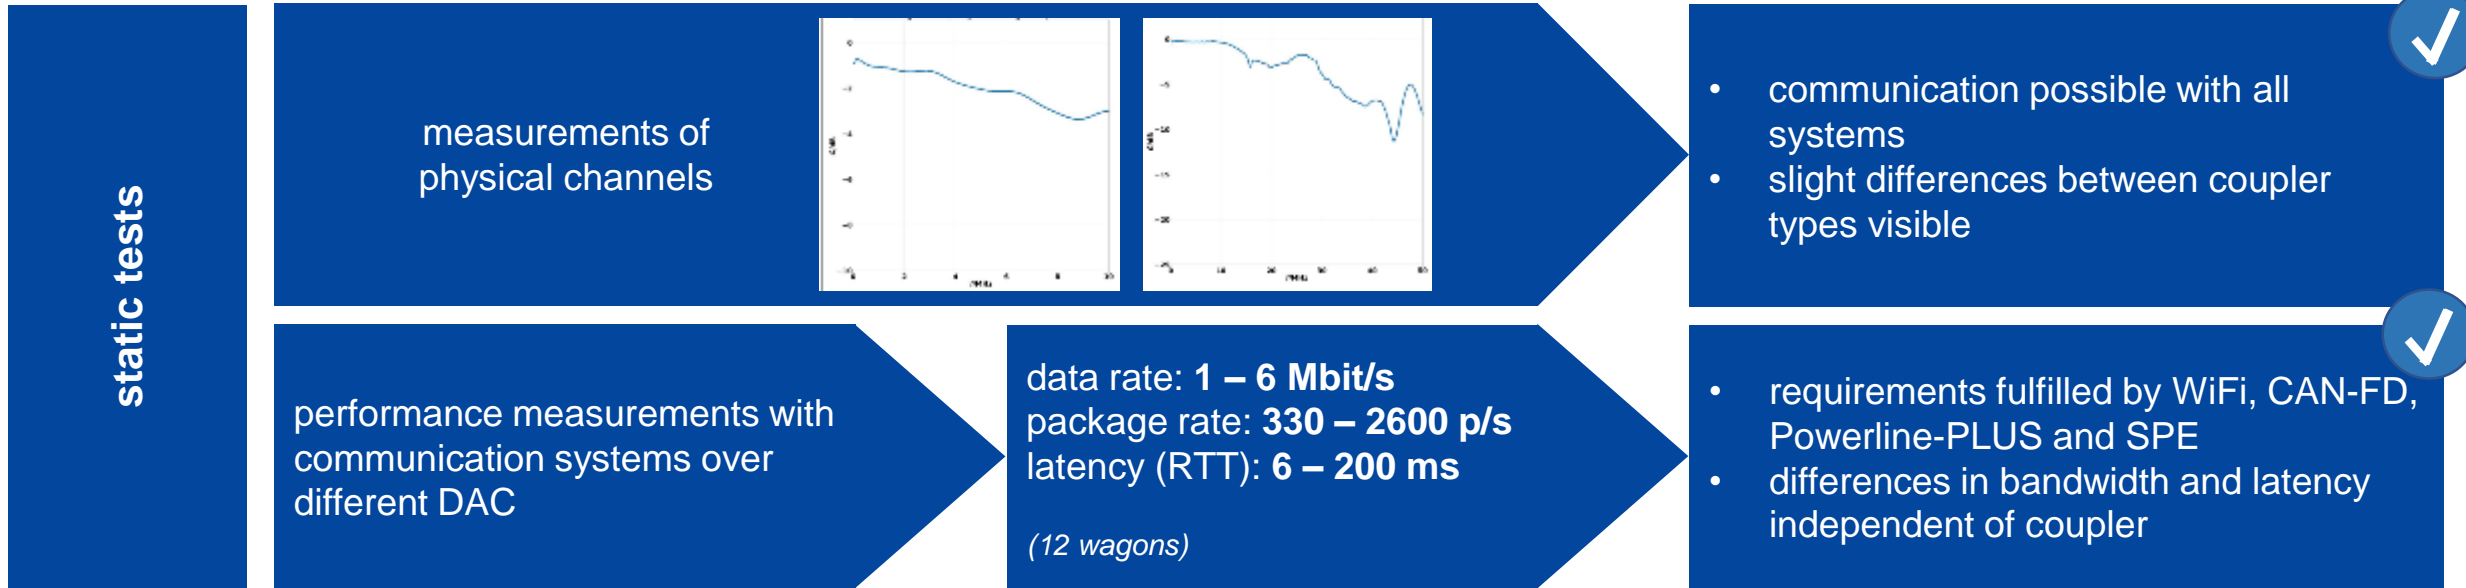 static tests
measurements of
physical channels
• communication possible with all
systems
• slight differences between coupler
types visible
performance measurements with
communication systems over
different DAC
data rate: 1 – 6 Mbit/s
package rate: 330 – 2600 p/s
latency (RTT): 6 – 200 ms
(12 wagons)
• requirements fulfilled by WiFi, CAN-FD,
Powerline-PLUS and SPE
• differences in bandwidth and latency
independent of coupler